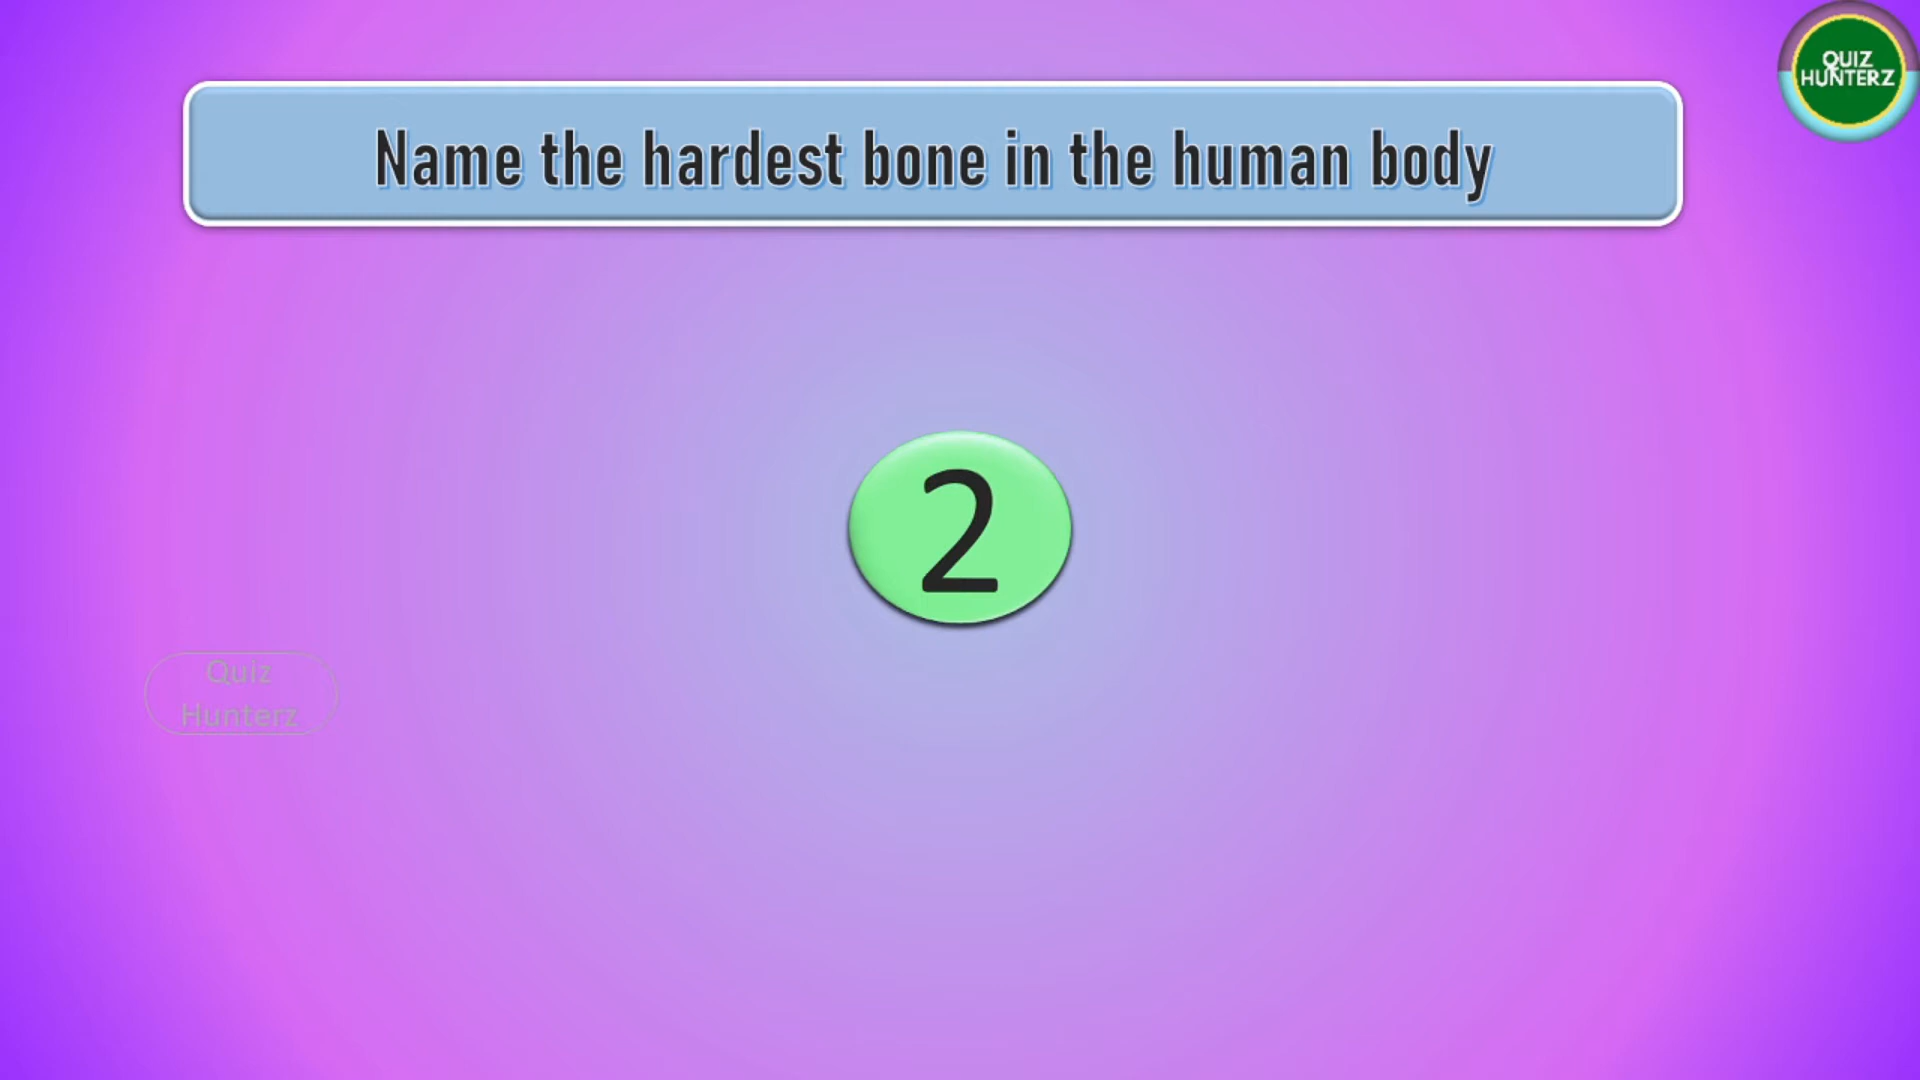 QUIZ
HUNTERZ
Name the hardest bone in the human body
2
Quiz
Hunterz